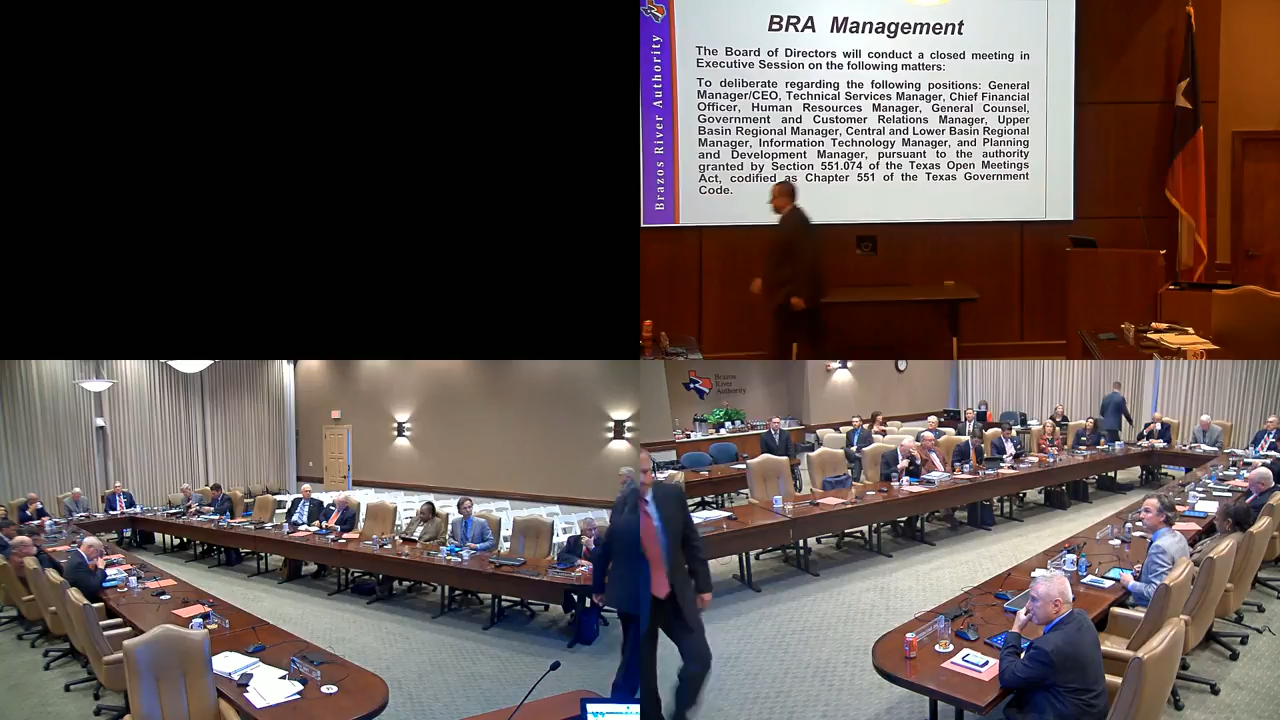 BRA Management
Brazos River Authority
The Board of Directors will conduct a closed meeting in
Executive Session on the following matters:
To deliberate regarding the following positions: General
Manager/CEO, Technical Services Manager, Chief Financial
Officer, Human Resources Manager, General Counsel,
Government and Customer Relations Manager, Upper
Basin Regional Manager, Central and Lower Basin Regional
Manager, Information Technology Manager, and Planning
and Development Manager, pursuant to the authority
granted by Section 551.074 of the Texas Open Meetings
Act, codified as Chapter 551 of the Texas Government
Code.
Brazos
River
Authority